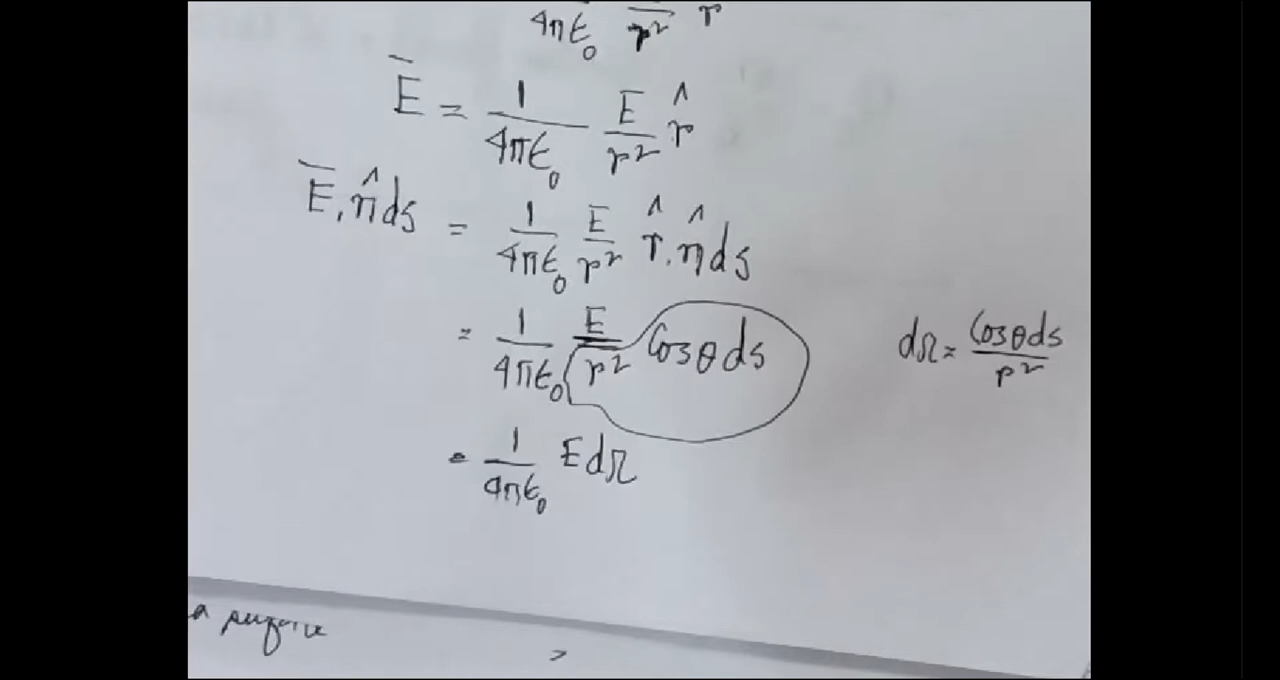 4πε₀ r² r
E̅ = 1/4πε₀ E/r² r̂
E̅.n̂ds = 1/4πε₀ E/r² r̂.n̂ds
= 1/4πε₀ E/r² Cosθds dΩ = Cosθds/r²
= 1/4πε₀ EdΩ
a surface